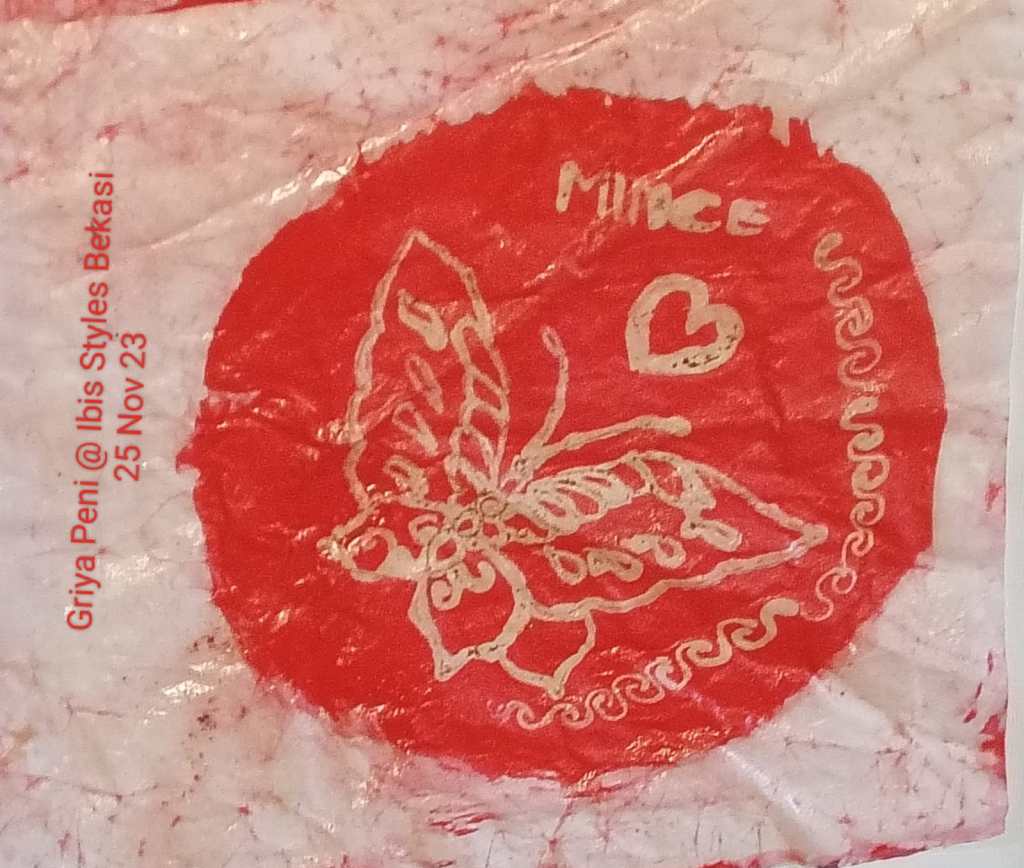 Griya Peni @ Ibis Styles Bekasi
25 Nov 23
MINCE